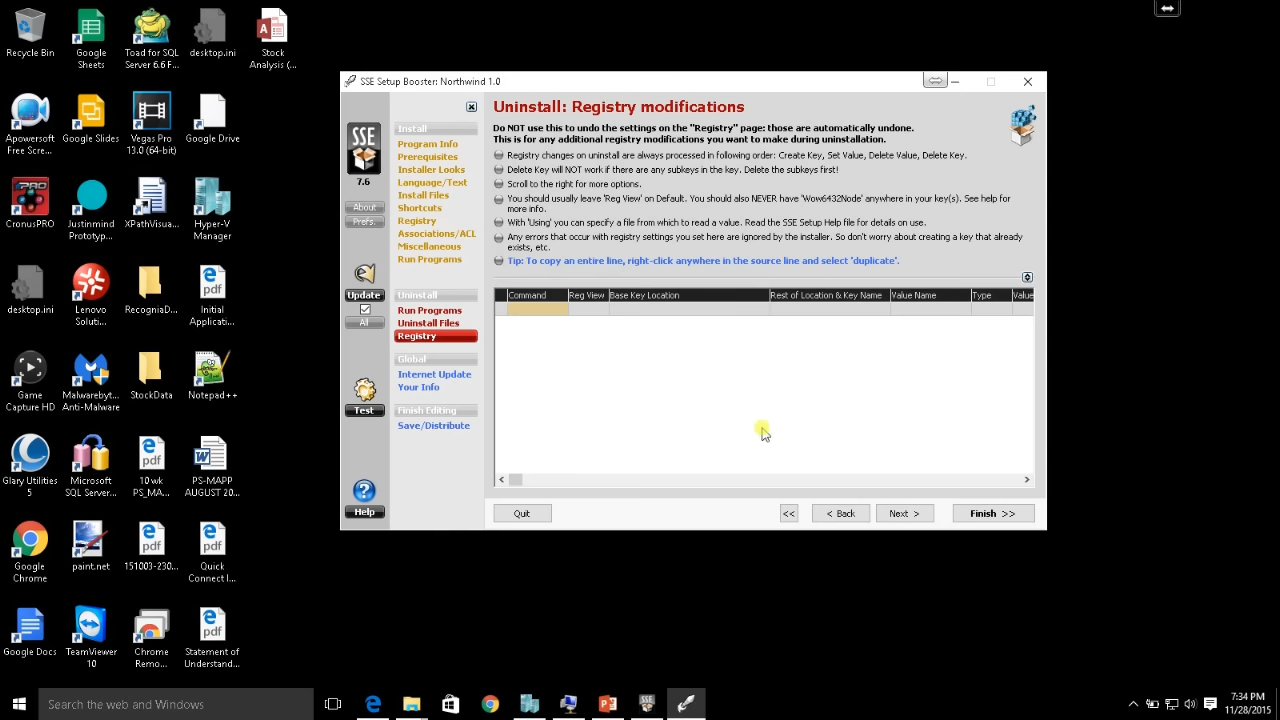 Recycle Bin
Google
Sheets
Toad for SQL
Server 6.6 F...
desktop.ini
Stock
Analysis (...
Apowersoft
Free Scre...
Google Slides
Vegas Pro
13.0 (64-bit)
Google Drive
CronusPRO
Justinmind
Prototyp...
XPathVisua...
Hyper-V
Manager
desktop.ini
Lenovo
Soluti...
RecogniaD...
Initial
Applicati...
Game
Capture HD
Malwarebyt...
Anti-Malware
StockData
Notepad++
Glary Utilities
5
Microsoft
SQL Server...
10 wk
PS_MA...
PS-MAPP
AUGUST 20...
Google
Chrome
paint.net
151003-230...
Quick
Connect I...
Google Docs
TeamViewer
10
Chrome
Remo...
Statement of
Understand...
SSE Setup Booster: Northwind 1.0
SSE
7.6
About
Prefs.
Update
All
Test
Help
Install
Program Info
Prerequisites
Installer Looks
Language/Text
Install Files
Shortcuts
Registry
Associations/ACL
Miscellaneous
Run Programs
Uninstall
Run Programs
Uninstall Files
Registry
Global
Internet Update
Your Info
Finish Editing
Save/Distribute
Uninstall: Registry modifications
Do NOT use this to undo the settings on the "Registry" page: those are automatically undone.
This is for any additional registry modifications you want to make during uninstallation.
Registry changes on uninstall are always processed in following order: Create Key, Set Value, Delete Value, Delete Key.
Delete Key will NOT work if there are any subkeys in the key. Delete the subkeys first!
Scroll to the right for more options.
You should usually leave 'Reg View' on Default. You should also NEVER have 'Wow6432Node' anywhere in your key(s). See help for
more info.
With 'Using' you can specify a file from which to read a value. Read the SSE Setup Help file for details on use.
Any errors that occur with registry settings you set here are ignored by the installer. So don't worry about creating a key that already
exists, etc.
Tip: To copy an entire line, right-click anywhere in the source line and select 'duplicate'.
Command Reg View Base Key Location Rest of Location & Key Name Value Name Type Value
Quit << < Back Next > Finish >>
Search the web and Windows
7:34 PM
11/28/2015